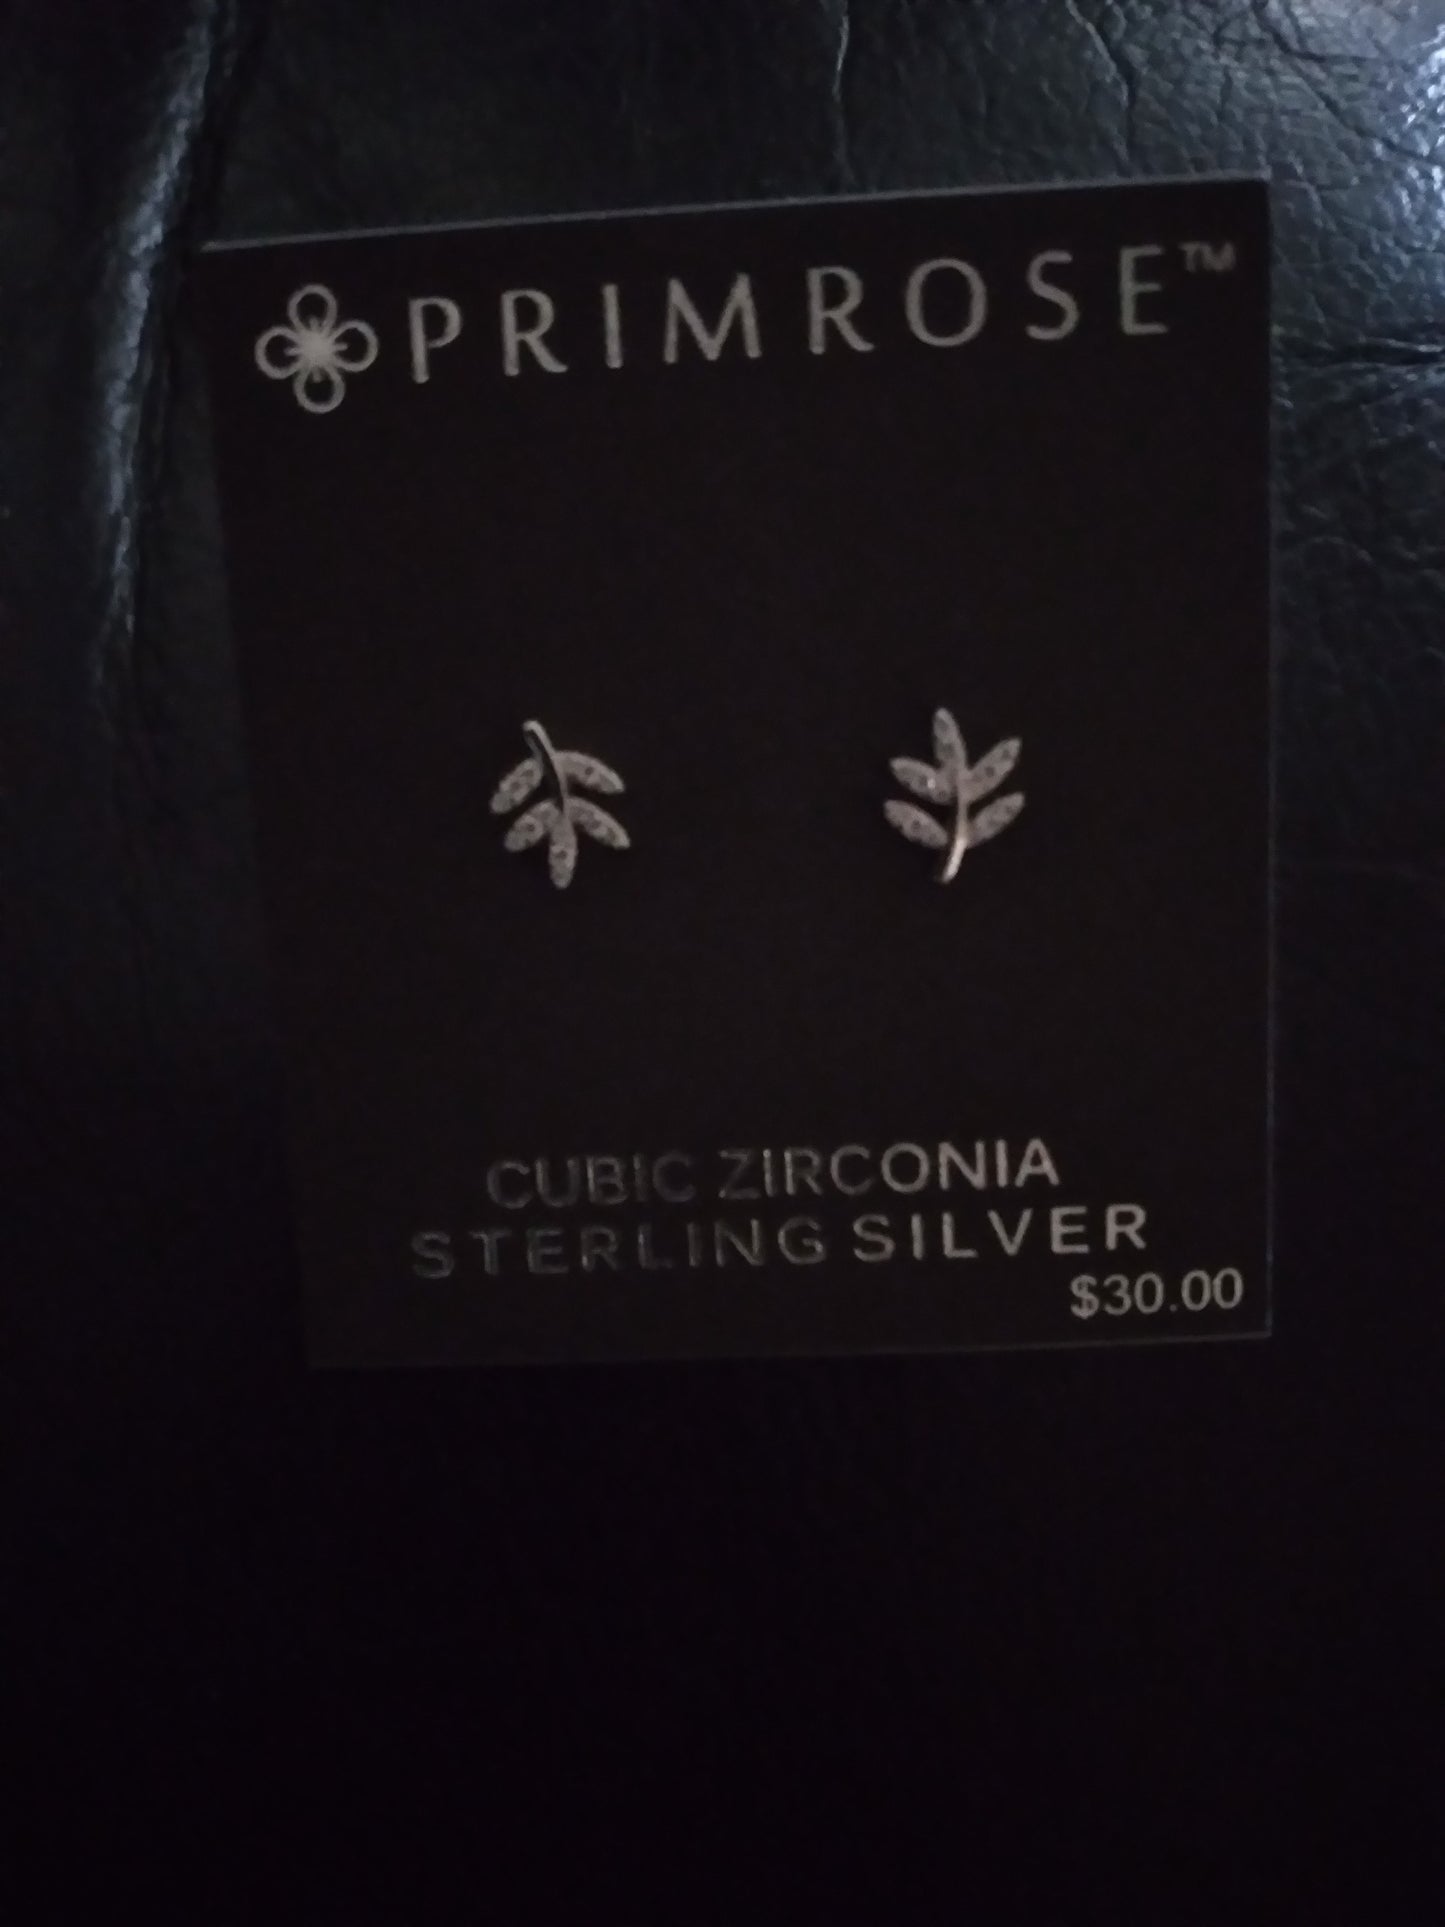 PRIMROSE™
CUBIC ZIRCONIA
STERLING SILVER
$30.00